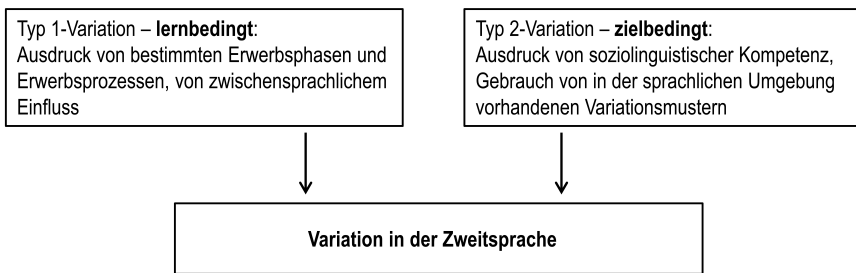 Typ 1-Variation – lernbedingt:
Ausdruck von bestimmten Erwerbsphasen und
Erwerbsprozessen, von zwischensprachlichem
Einfluss
Typ 2-Variation – zielbedingt:
Ausdruck von soziolinguistischer Kompetenz,
Gebrauch von in der sprachlichen Umgebung
vorhandenen Variationsmustern
Variation in der Zweitsprache